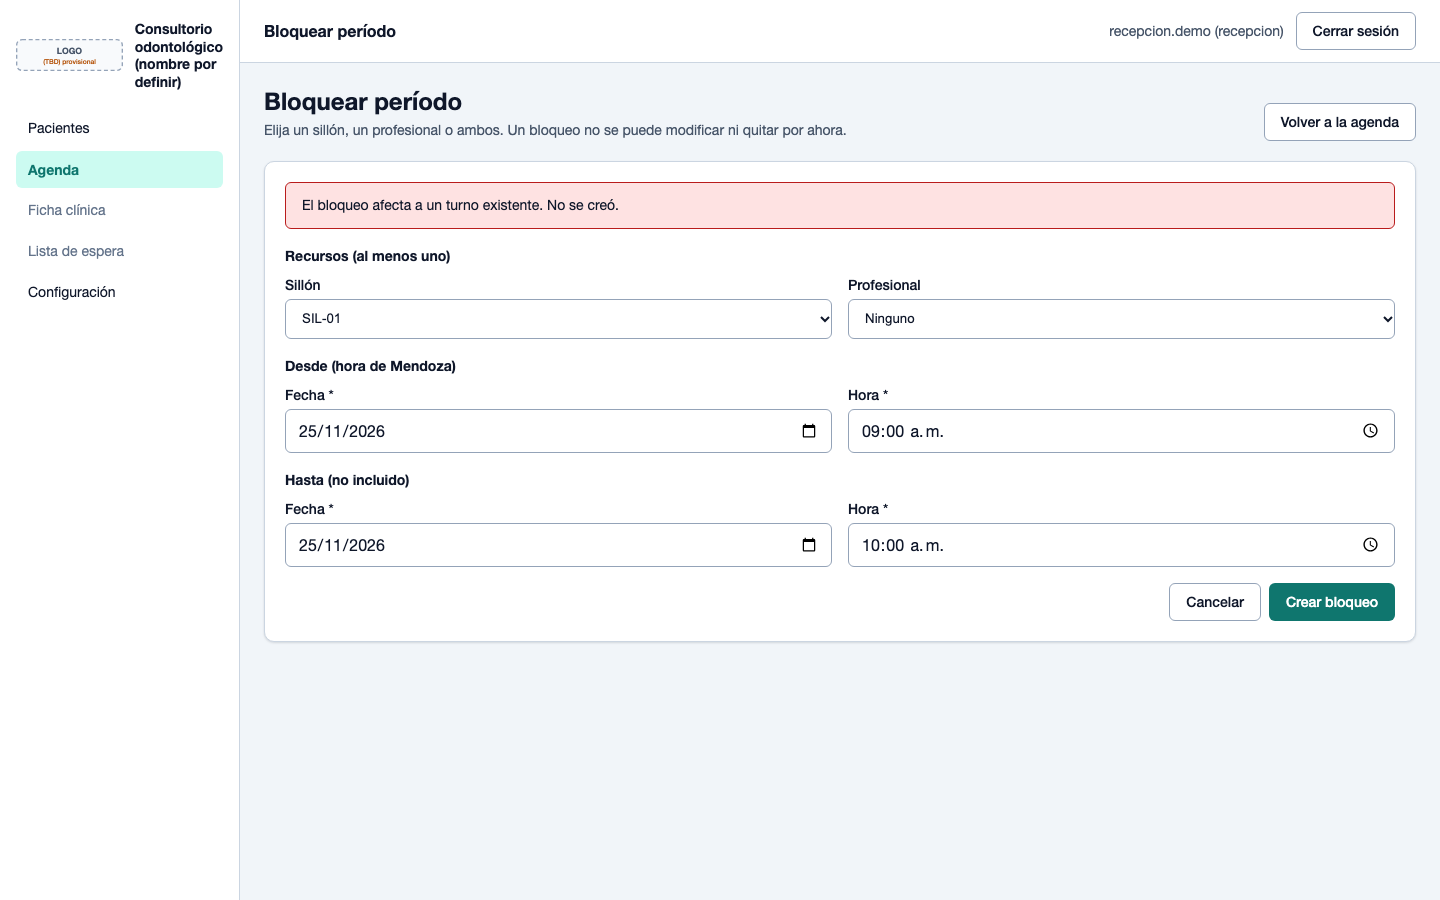 LOGO
(TBD) provisional
Consultorio
odontológico
(nombre por
definir)
Pacientes
Agenda
Ficha clínica
Lista de espera
Configuración
Bloquear período
recepcion.demo (recepcion)
Cerrar sesión
Bloquear período
Elija un sillón, un profesional o ambos. Un bloqueo no se puede modificar ni quitar por ahora.
Volver a la agenda
El bloqueo afecta a un turno existente. No se creó.
Recursos (al menos uno)
Sillón
Profesional
SIL-01
Ninguno
Desde (hora de Mendoza)
Fecha *
Hora *
25/11/2026
09:00 a.m.
Hasta (no incluido)
Fecha *
Hora *
25/11/2026
10:00 a.m.
Cancelar
Crear bloqueo